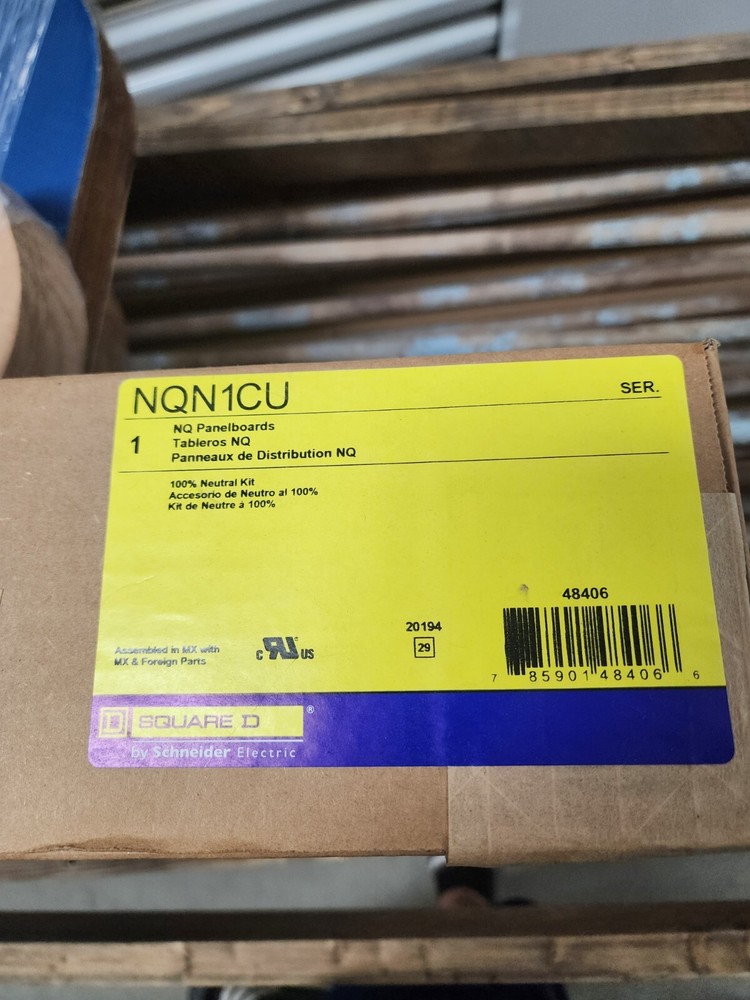 NQN1CU
SER.
1
NQ Panelboards
Tableros NQ
Panneaux de Distribution NQ
100% Neutral Kit
Accesorio de Neutro al 100%
Kit de Neutre à 100%
48406
20194
29
Assembled in MX with
MX & Foreign Parts
c RU US
7 85901 48406 6
D SQUARE D ®
by Schneider Electric